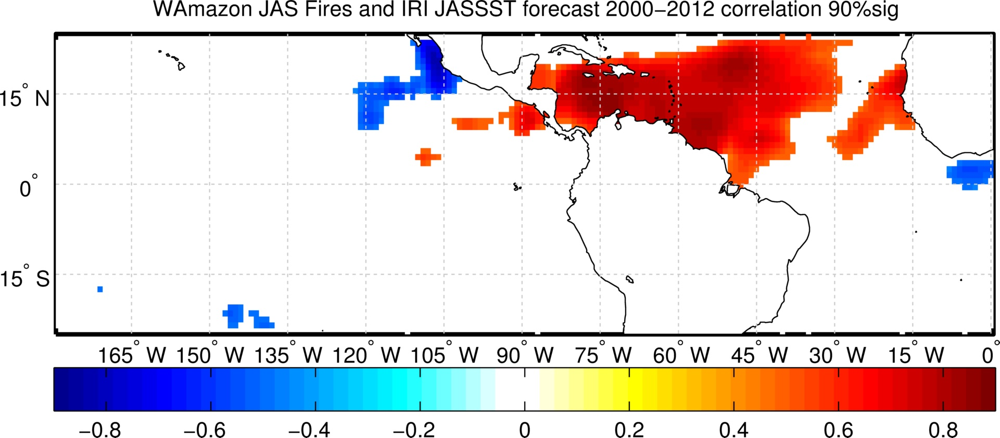 WAmazon JAS Fires and IRI JASSST forecast 2000−2012 correlation 90%sig
15° N
0°
15° S
165° W 150° W 135° W 120° W 105° W 90° W 75° W 60° W 45° W 30° W 15° W 0°
−0.8 −0.6 −0.4 −0.2 0 0.2 0.4 0.6 0.8